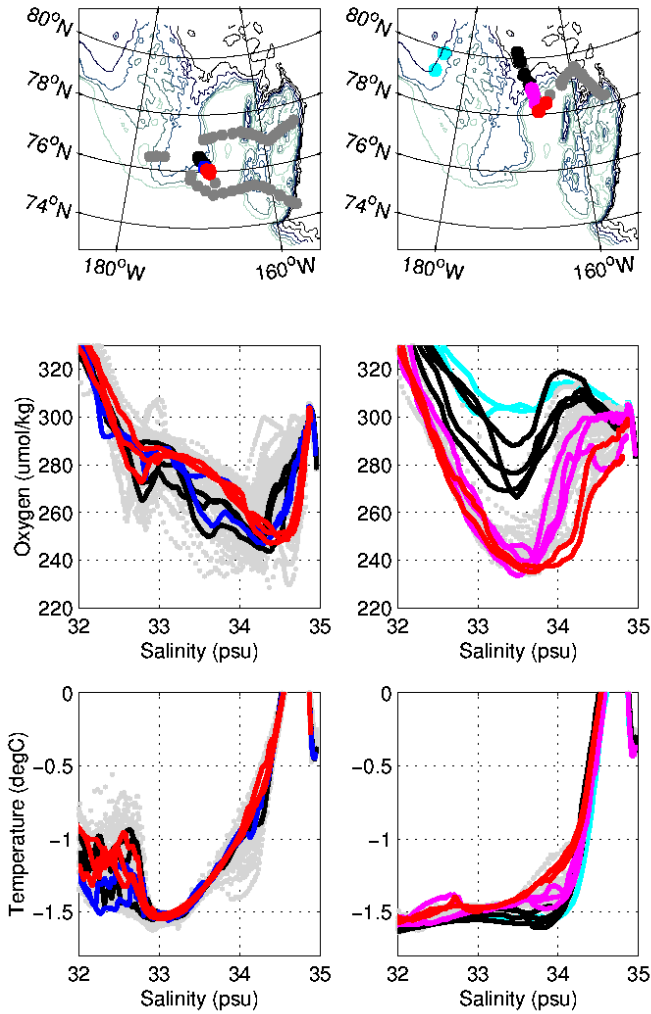 80°N
78°N
76°N
74°N
180°W
160°W
80°N
78°N
76°N
74°N
180°W
160°W
320
300
280
260
240
220
Oxygen (umol/kg)
32 33 34 35
Salinity (psu)
320
300
280
260
240
220
32 33 34 35
Salinity (psu)
0
−0.5
−1
−1.5
Temperature (degC)
32 33 34 35
Salinity (psu)
0
−0.5
−1
−1.5
32 33 34 35
Salinity (psu)